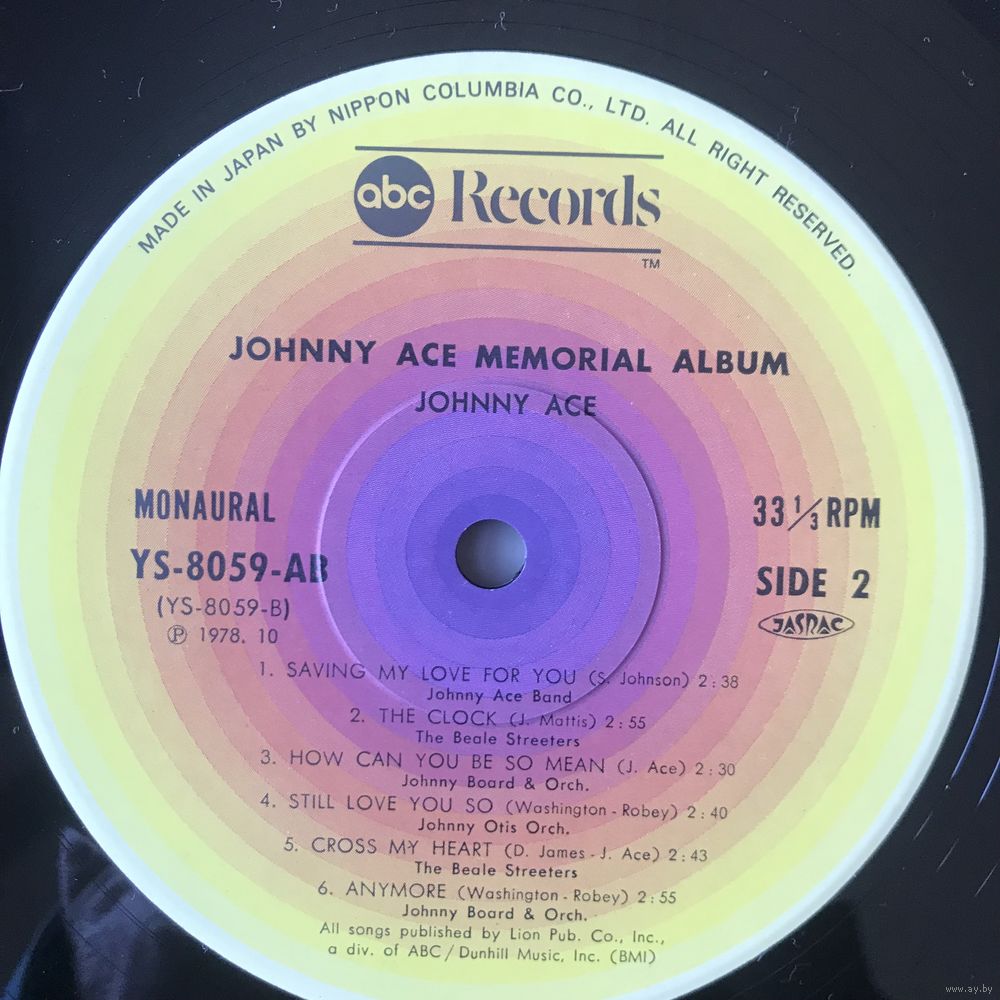 MADE IN JAPAN BY NIPPON COLUMBIA CO., LTD. ALL RIGHT RESERVED.
abc Records
TM
JOHNNY ACE MEMORIAL ALBUM
JOHNNY ACE
MONAURAL
33 1/3 RPM
YS-8059-AB
SIDE 2
(YS-8059-B)
JASRAC
Ⓟ 1978. 10
1. SAVING MY LOVE FOR YOU (S. Johnson) 2:38
Johnny Ace Band
2. THE CLOCK (J. Mattis) 2:55
The Beale Streeters
3. HOW CAN YOU BE SO MEAN (J. Ace) 2:30
Johnny Board & Orch.
4. STILL LOVE YOU SO (Washington - Robey) 2:40
Johnny Otis Orch.
5. CROSS MY HEART (D. James - J. Ace) 2:43
The Beale Streeters
6. ANYMORE (Washington - Robey) 2:55
Johnny Board & Orch.
All songs published by Lion Pub. Co., Inc.,
a div. of ABC / Dunhill Music, Inc. (BMI)
www.ay.by